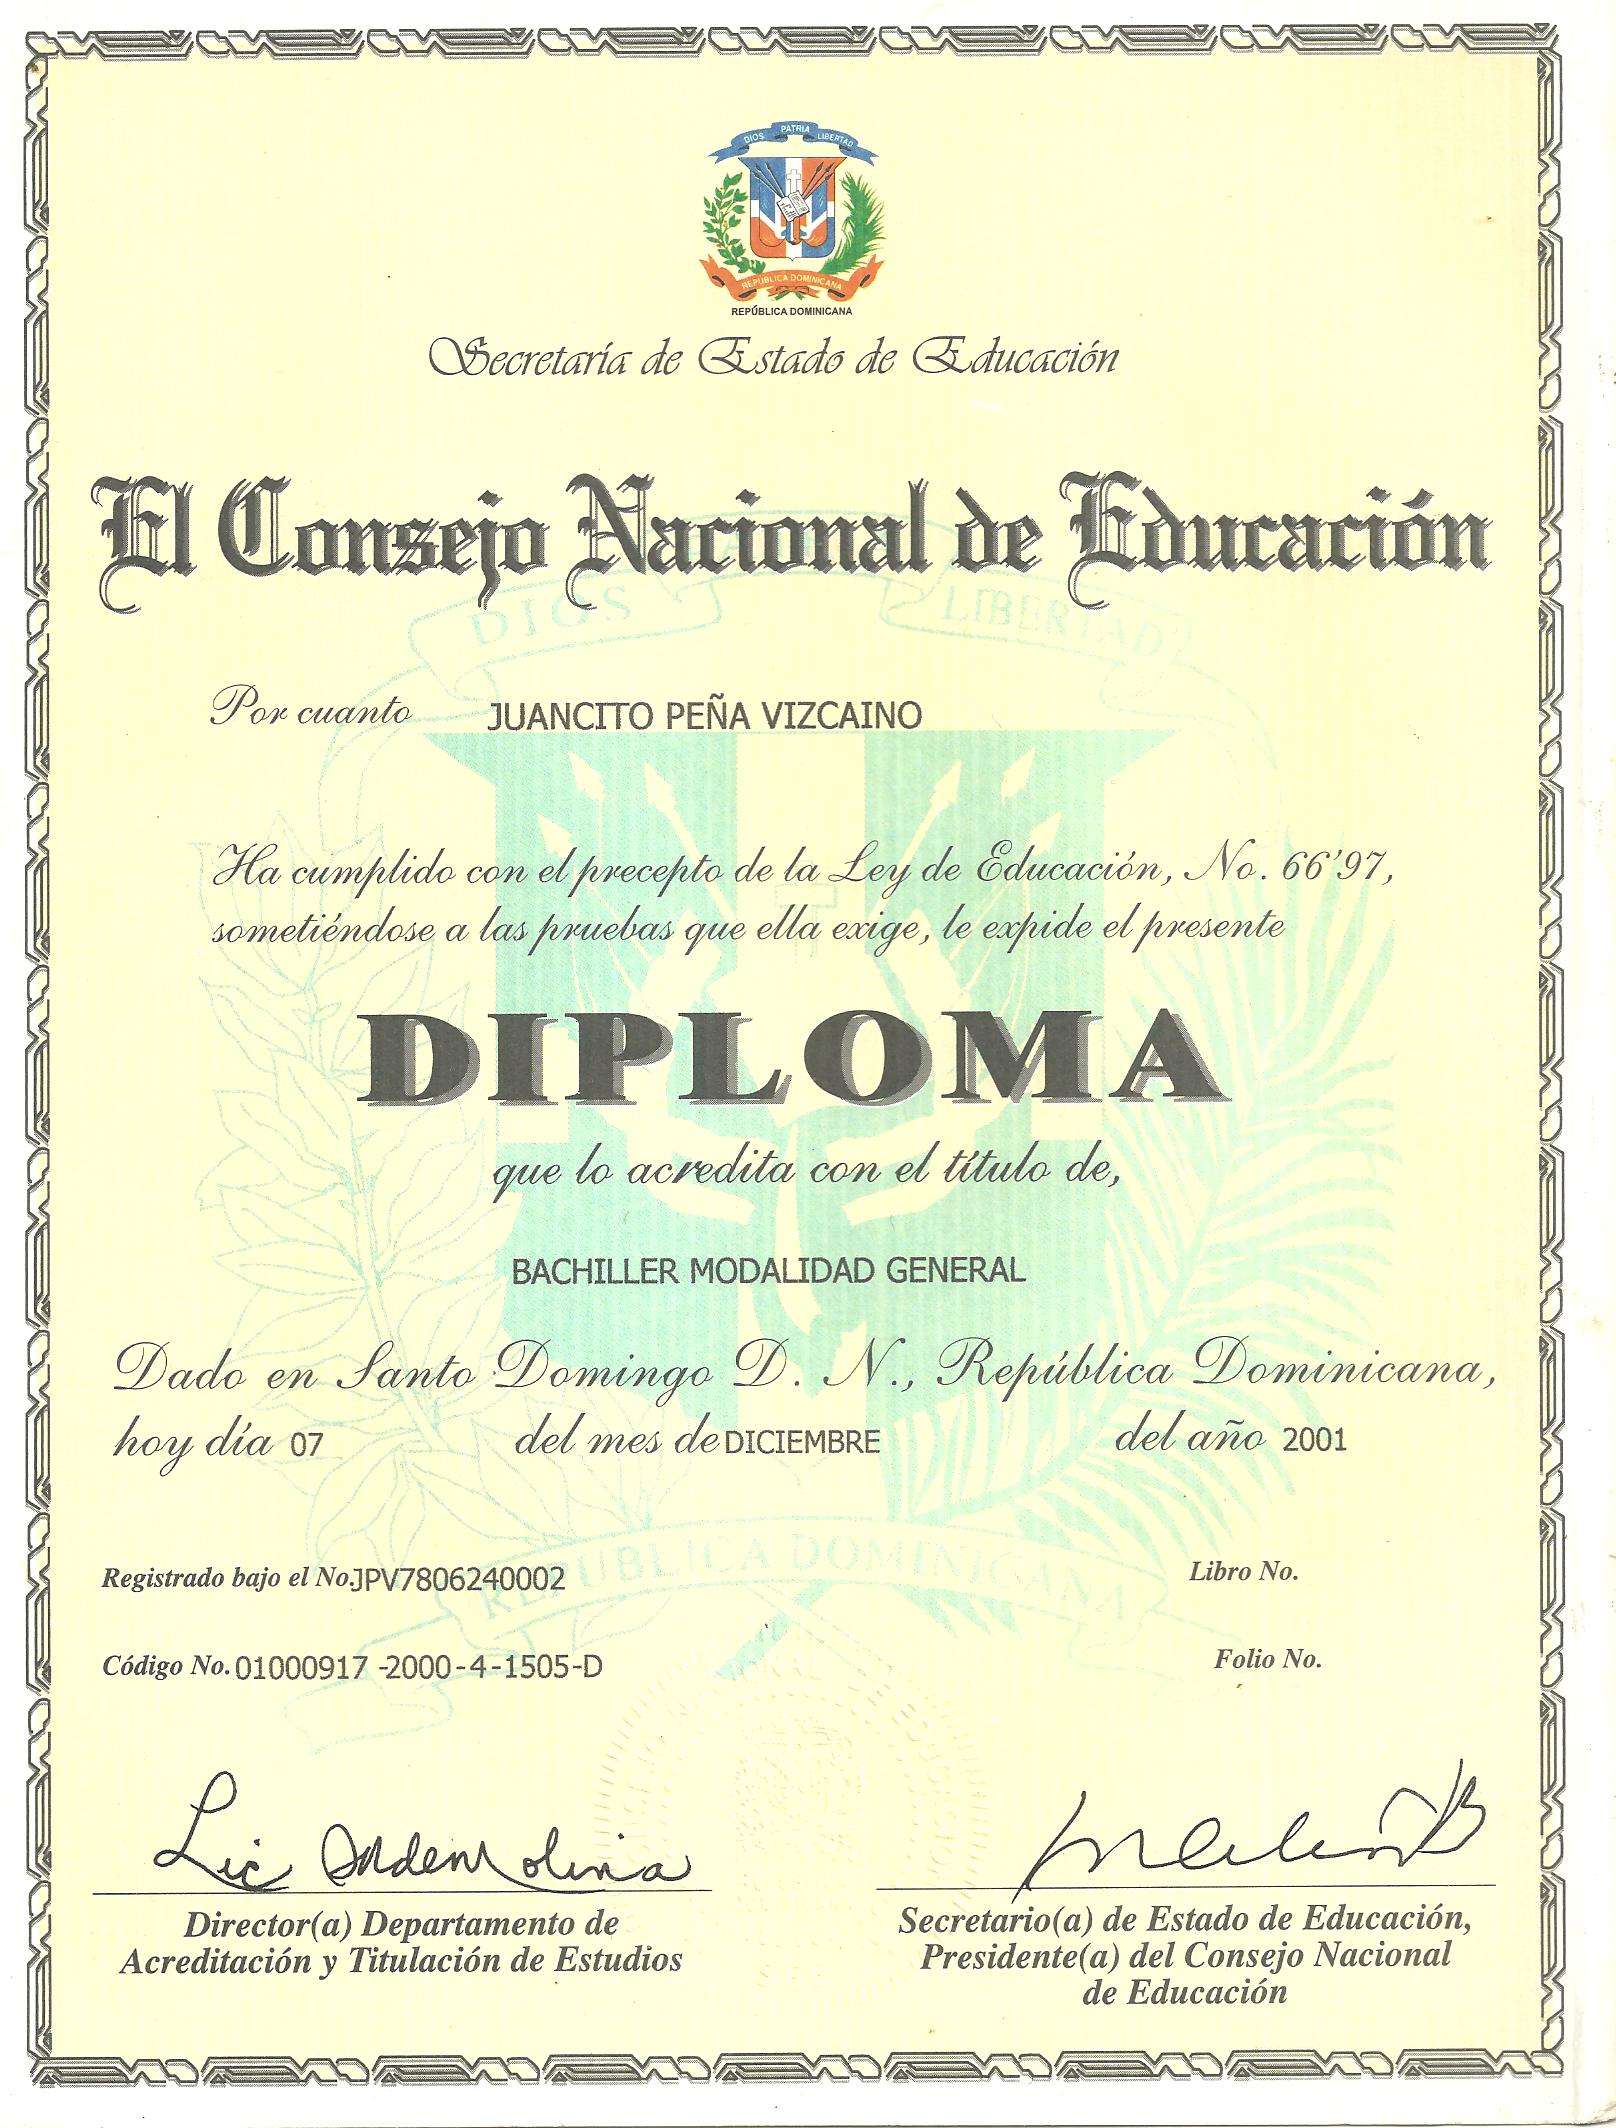 DIOS PATRIA LIBERTAD
REPÚBLICA DOMINICANA
REPÚBLICA DOMINICANA
Secretaría de Estado de Educación
El Consejo Nacional de Educación
DIOS LIBERTAD
Por cuanto JUANCITO PEÑA VIZCAINO
Ha cumplido con el precepto de la Ley de Educación, No. 66'97,
sometiéndose a las pruebas que ella exige, le expide el presente
DIPLOMA
que lo acredita con el título de,
BACHILLER MODALIDAD GENERAL
Dado en Santo Domingo D. N., República Dominicana,
hoy día 07 del mes de DICIEMBRE del año 2001
REPUBLICA DOMINICANA
Registrado bajo el No. JPV7806240002 Libro No.
Código No. 01000917 -2000-4-1505-D Folio No.
Lic
Director(a) Departamento de
Acreditación y Titulación de Estudios
Secretario(a) de Estado de Educación,
Presidente(a) del Consejo Nacional
de Educación